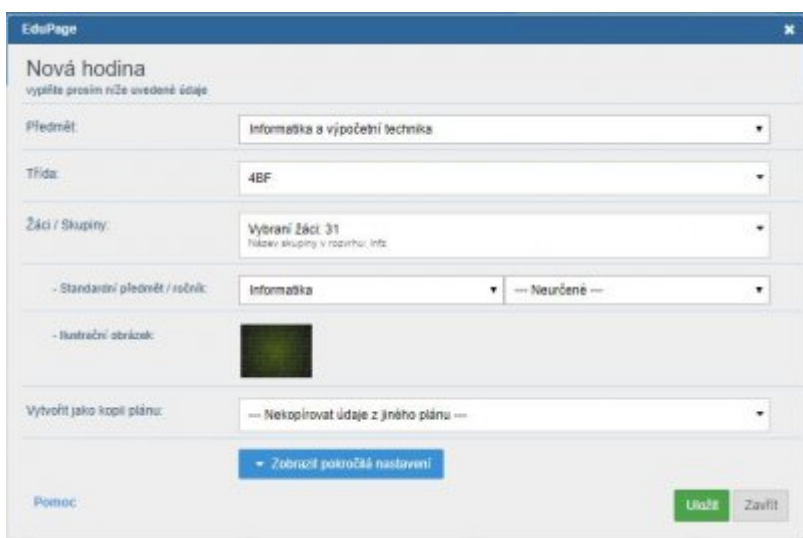 EduPage
Nová hodina
vyplňte prosím níže uvedené údaje
Předmět:
Informatika a výpočetní technika
Třída:
4BF
Žáci / Skupiny:
Vybraní žáci: 31
Název skupiny v rozvrhu:
- Standardní předmět / ročník:
Informatika
--- Neurčené ---
- Ilustrační obrázek:
Vytvořit jako kopii plánu:
--- Nekopírovat údaje z jiného plánu ---
Zobrazit pokročilá nastavení
Pomoc
Uložit
Zavřít